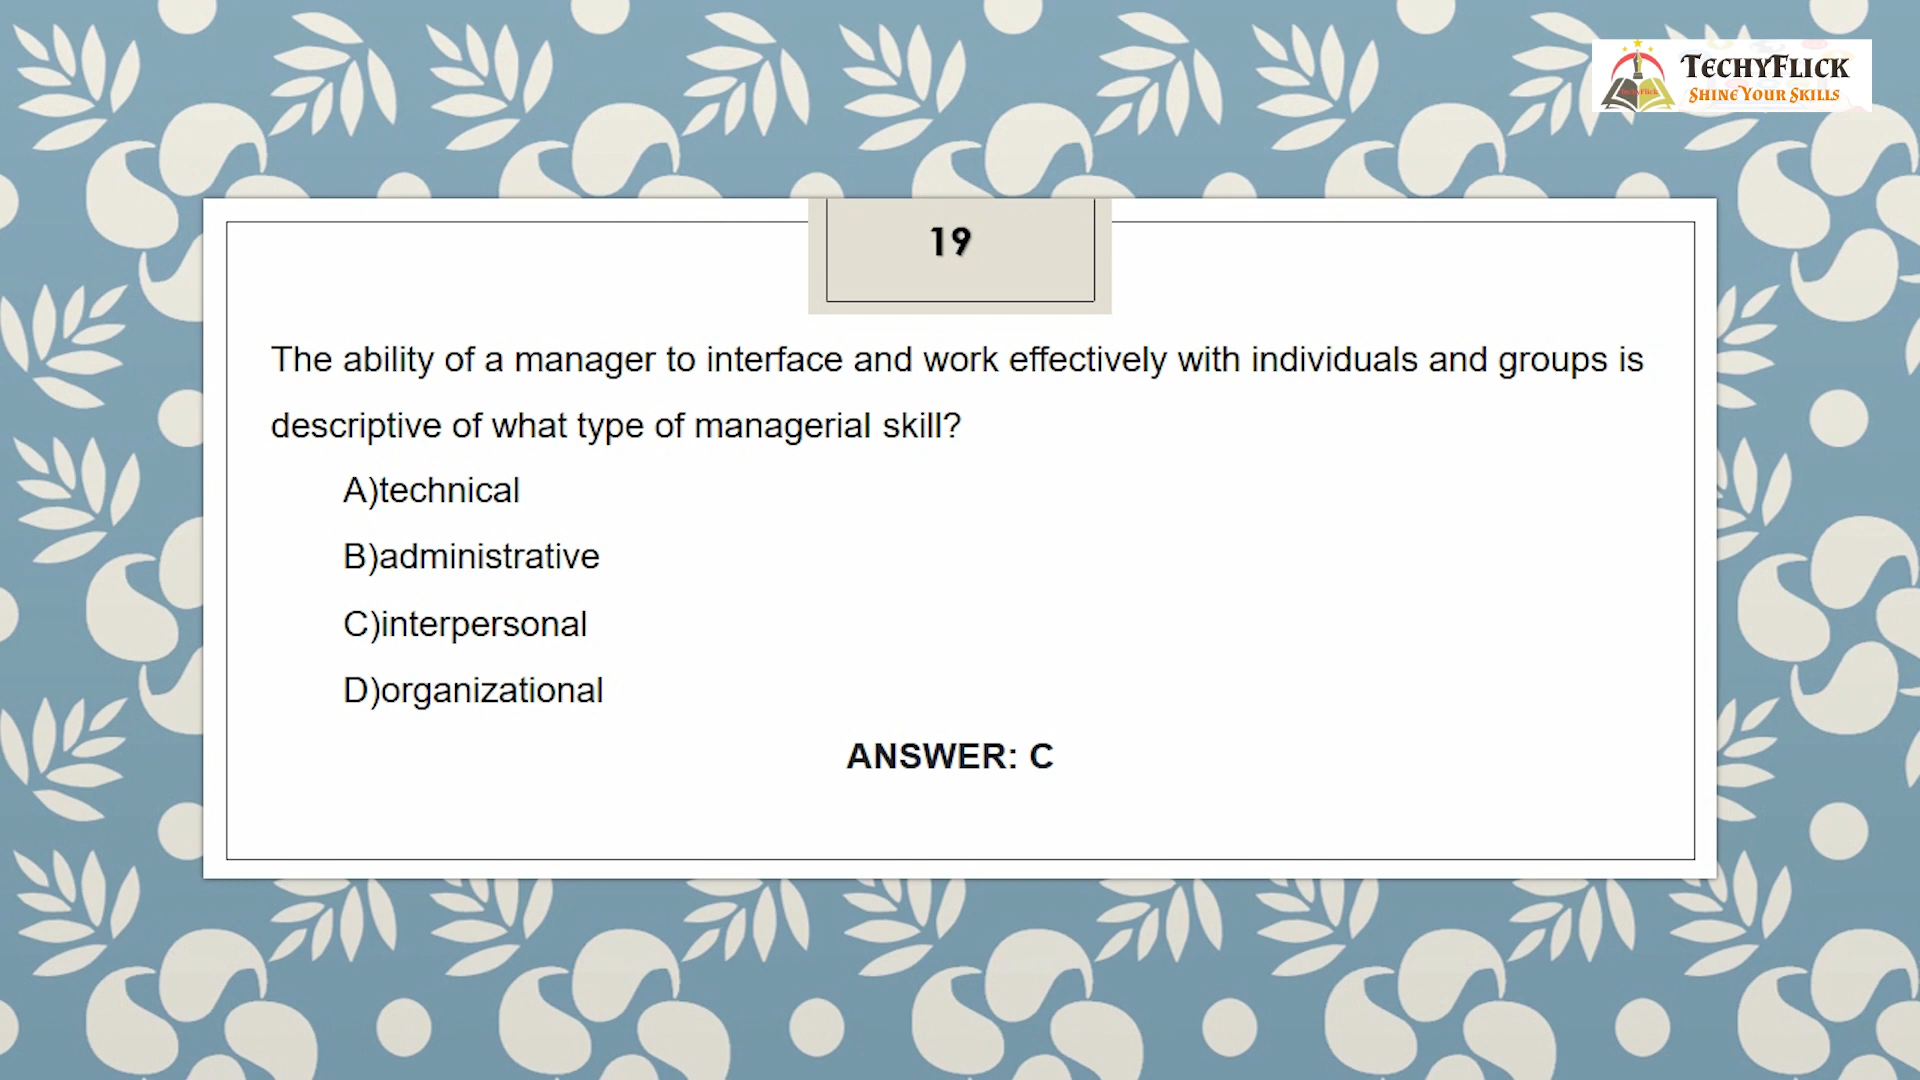 TECHYFLICK
SHINE YOUR SKILLS
19
The ability of a manager to interface and work effectively with individuals and groups is
descriptive of what type of managerial skill?
A)technical
B)administrative
C)interpersonal
D)organizational
ANSWER: C